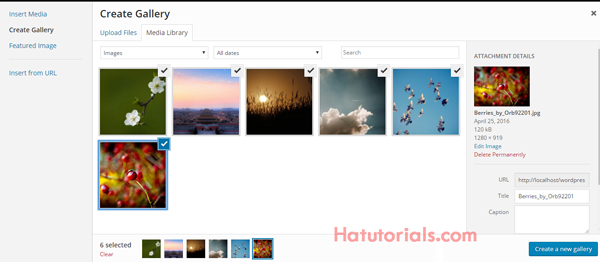 Insert Media
Create Gallery
Featured Image
Insert from URL
Create Gallery
Upload Files
Media Library
Images
All dates
Search
ATTACHMENT DETAILS
Berries_by_Orb92201.jpg
April 25, 2016
120 kB
1280 × 919
Edit Image
Delete Permanently
URL
http://localhost/wordpres
Title
Berries_by_Orb92201
Caption
6 selected
Clear
Hatutorials.com
Create a new gallery